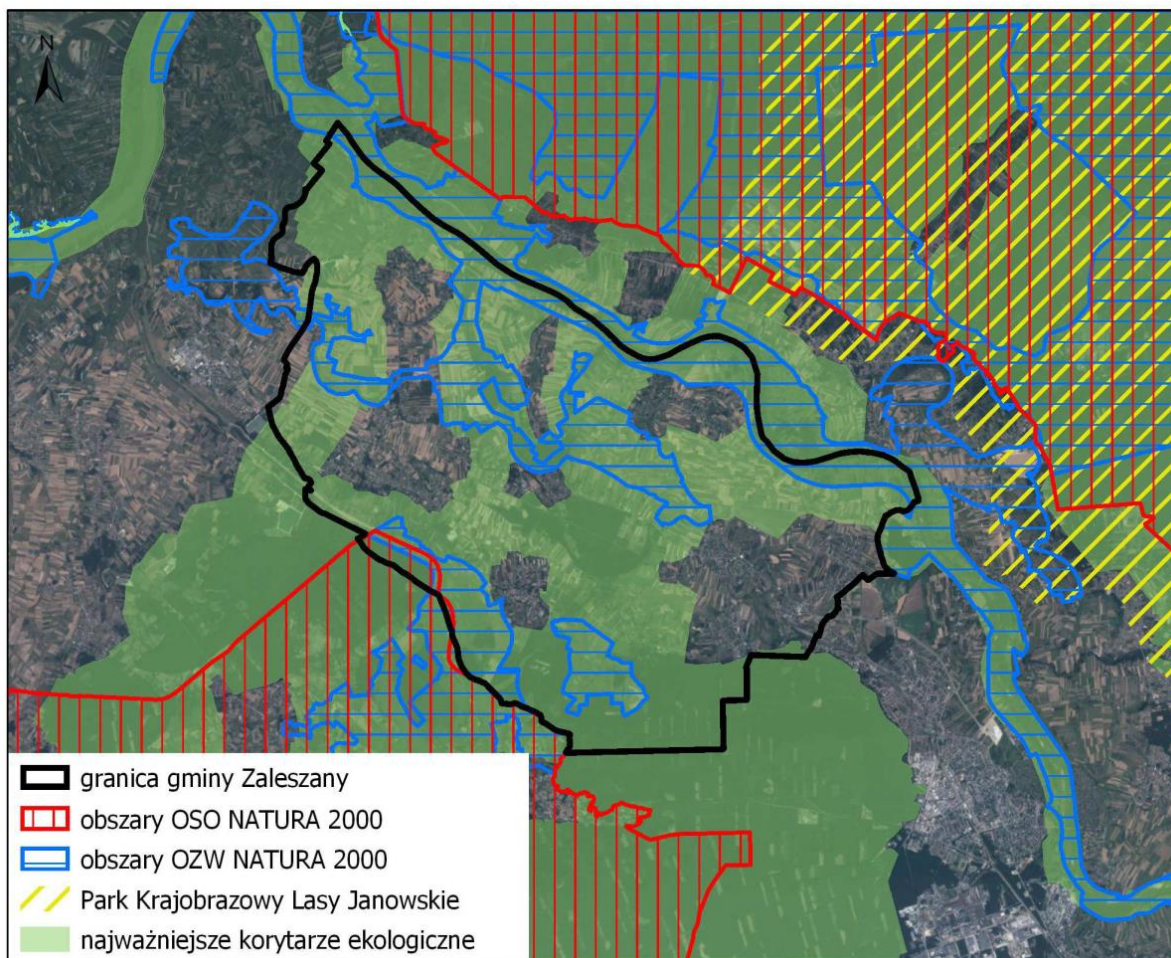 N
granica gminy Zaleszany
obszary OSO NATURA 2000
obszary OZW NATURA 2000
Park Krajobrazowy Lasy Janowskie
najważniejsze korytarze ekologiczne